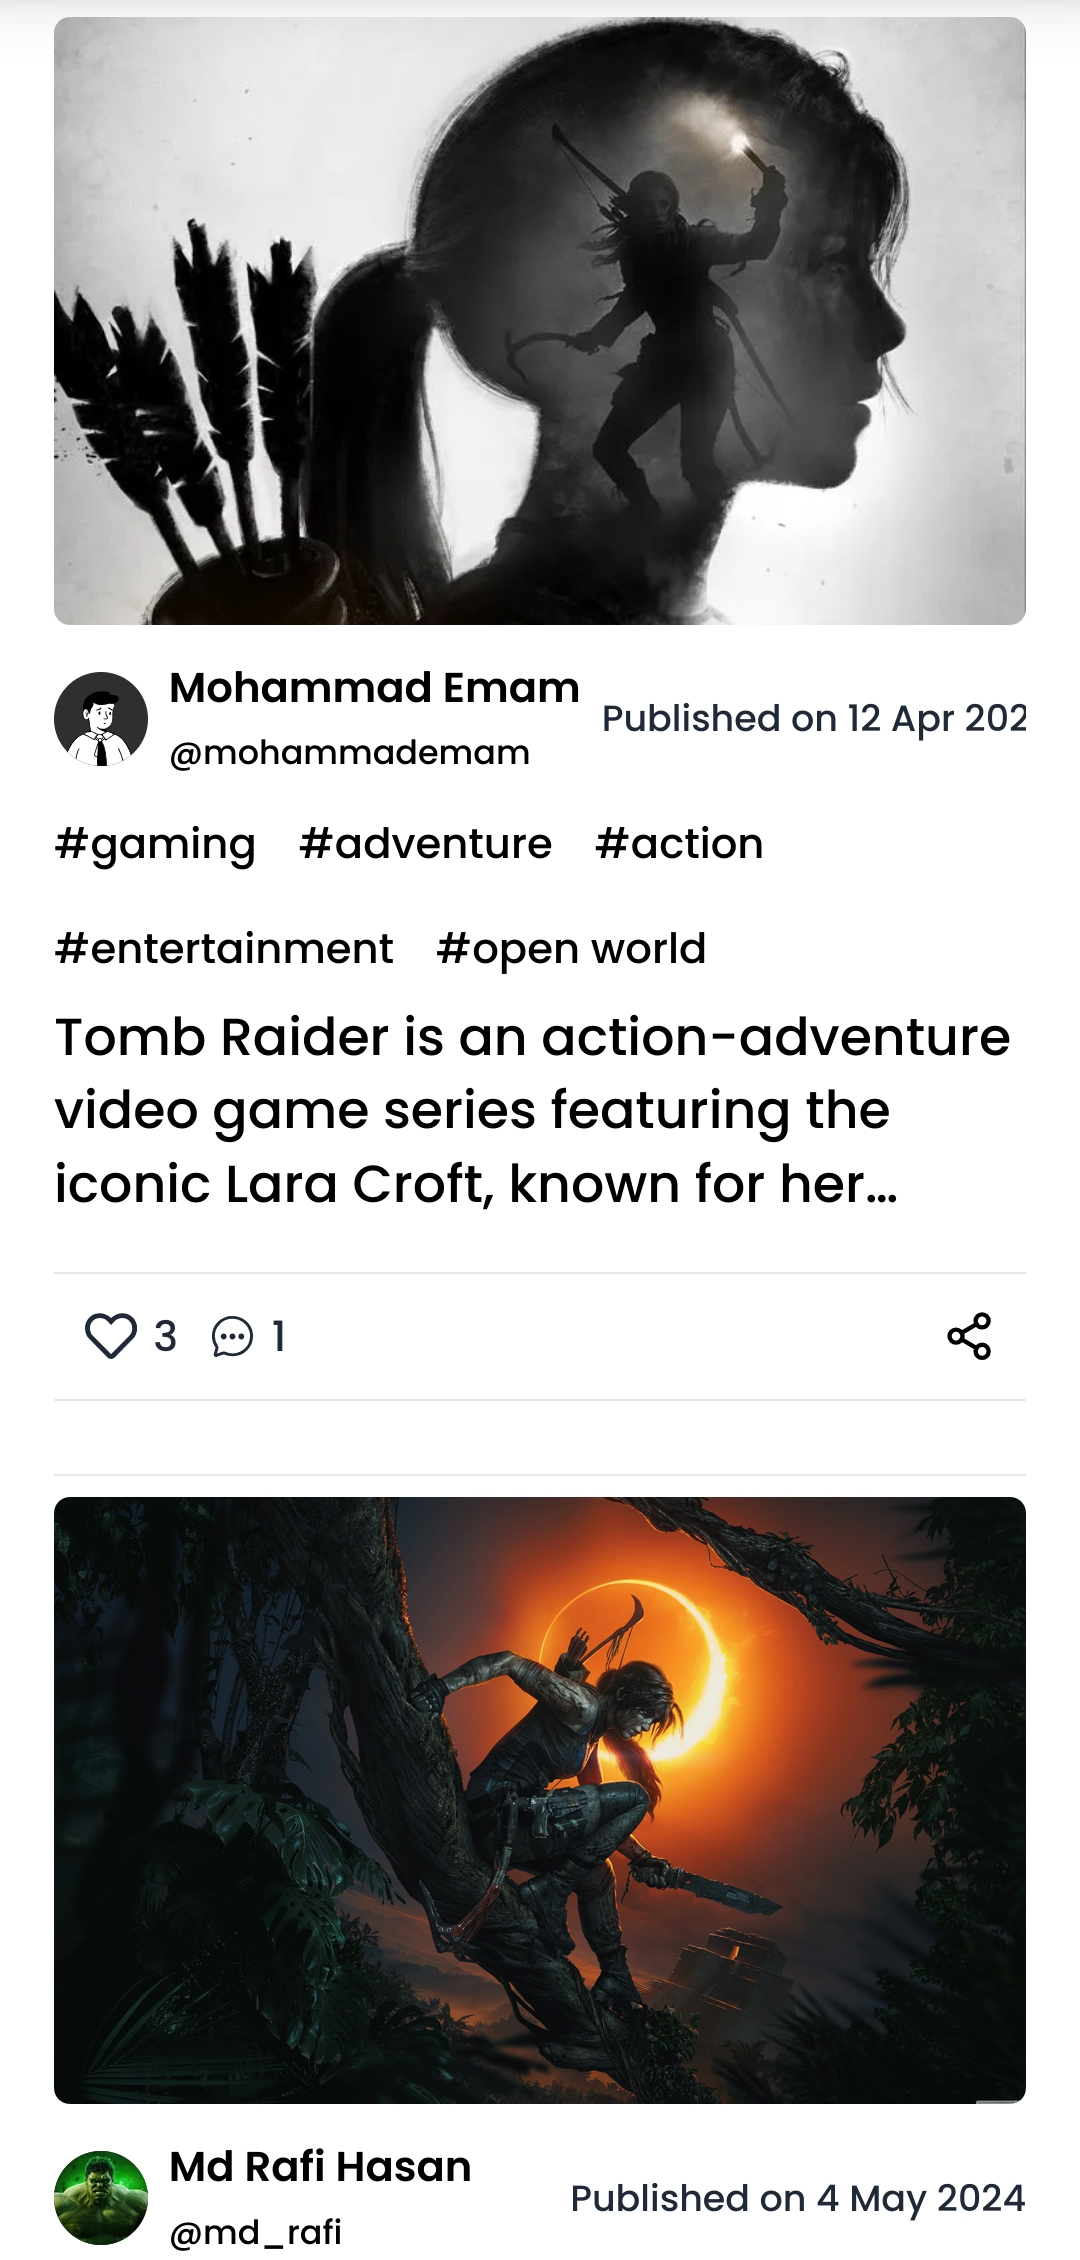 Mohammad Emam
@mohammademam
Published on 12 Apr 202
#gaming #adventure #action
#entertainment #open world
Tomb Raider is an action-adventure
video game series featuring the
iconic Lara Croft, known for her...
3 1
Md Rafi Hasan
@md_rafi
Published on 4 May 2024